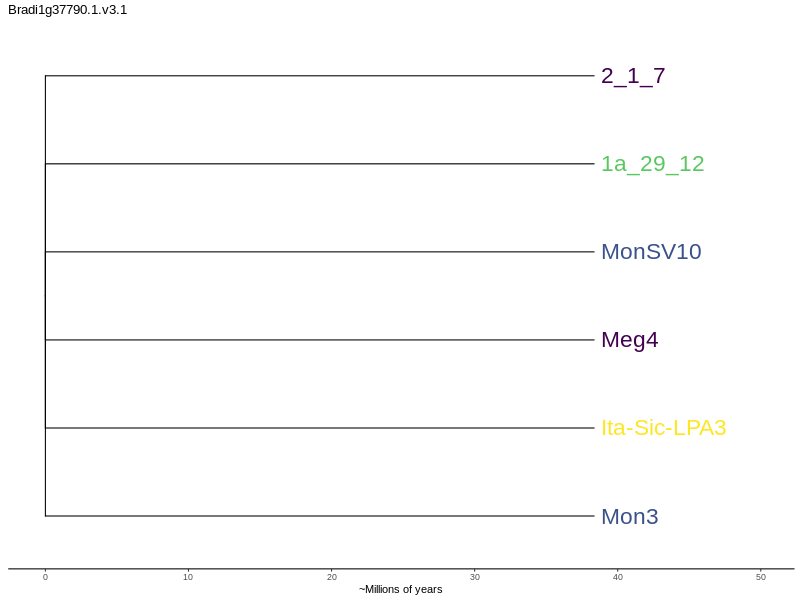 Bradi1g37790.1.v3.1
2_1_7
1a_29_12
MonSV10
Meg4
Ita-Sic-LPA3
Mon3
0 10 20 30 40 50
~Millions of years